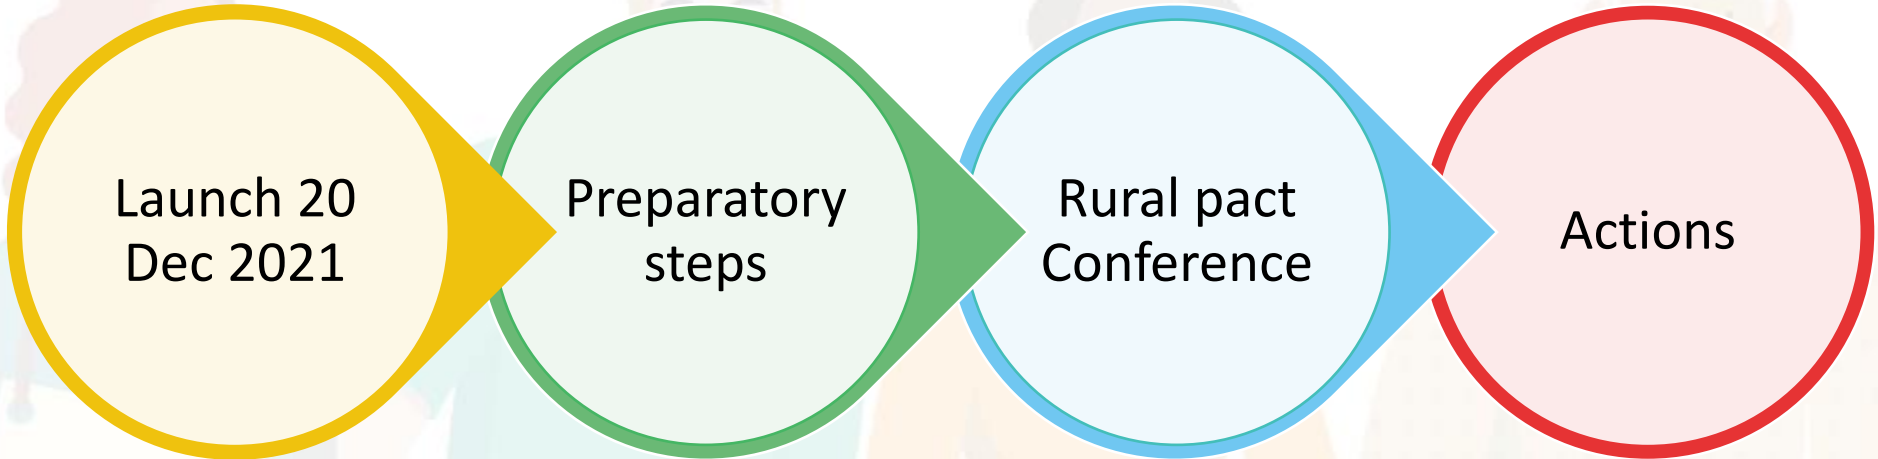 Launch 20
Dec 2021
Preparatory
steps
Rural pact
Conference
Actions